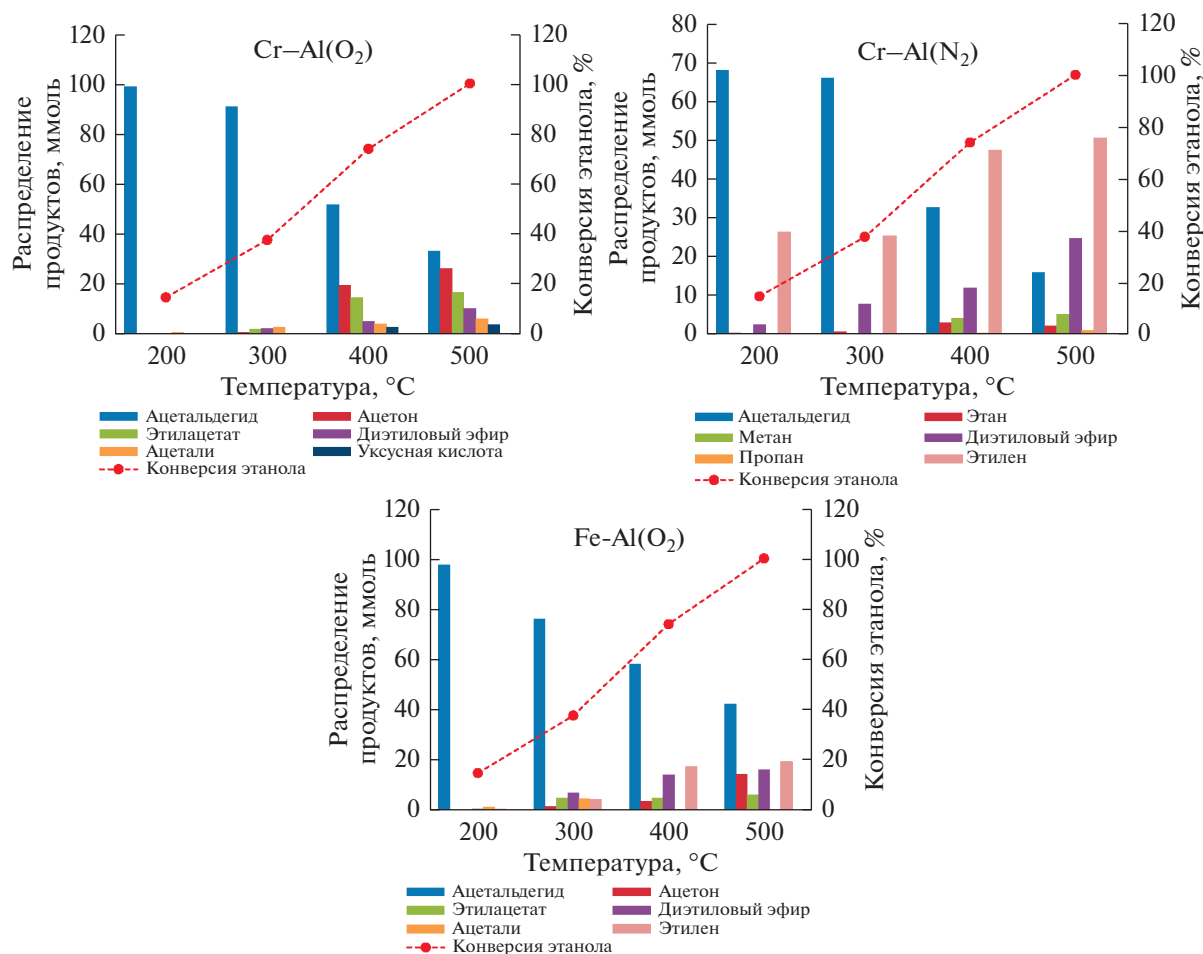 Cr–Al(O₂)
Распределение
продуктов, ммоль
120
100
80
60
40
20
0
120
100
80
60
40
20
0
Конверсия этанола, %
200 300 400 500
Температура, °C
Ацетальдегид Ацетон
Этилацетат Диэтиловый эфир
Ацетали Уксусная кислота
Конверсия этанола
Cr–Al(N₂)
Распределение
продуктов, ммоль
80
70
60
50
40
30
20
10
0
120
100
80
60
40
20
0
Конверсия этанола, %
200 300 400 500
Температура, °C
Ацетальдегид Этан
Метан Диэтиловый эфир
Пропан Этилен
Конверсия этанола
Fe-Al(O₂)
Распределение
продуктов, ммоль
120
100
80
60
40
20
0
120
100
80
60
40
20
0
Конверсия этанола, %
200 300 400 500
Температура, °C
Ацетальдегид Ацетон
Этилацетат Диэтиловый эфир
Ацетали Этилен
Конверсия этанола